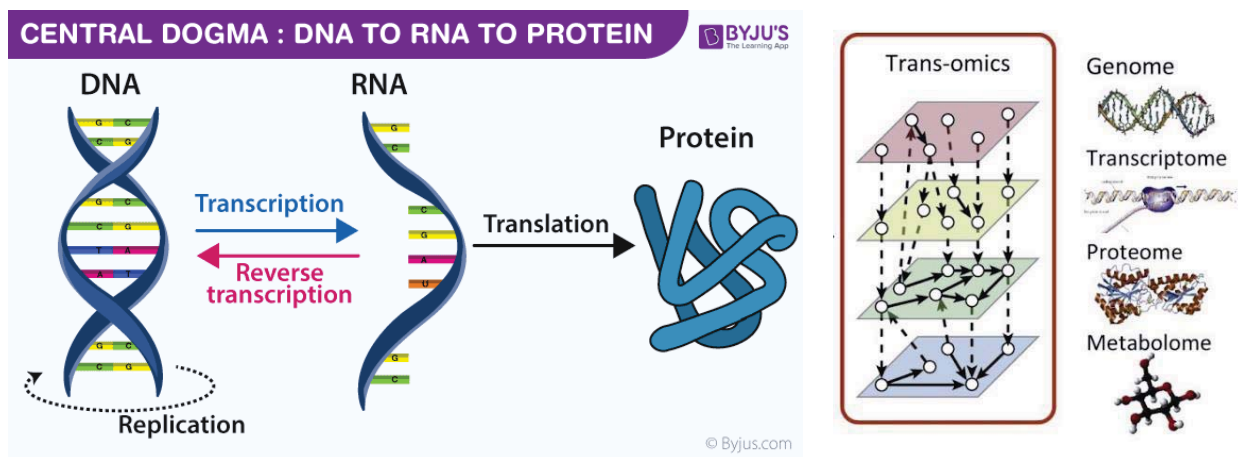 CENTRAL DOGMA : DNA TO RNA TO PROTEIN
BYJU'S
The Learning App
DNA
RNA
Protein
G C
C G
G C
C G
T A
A T
G C
C G
G
C
C
G
A
U
G
C
Transcription
Reverse
transcription
Translation
Replication
© Byjus.com
Trans-omics
Genome
Transcriptome
Proteome
Metabolome